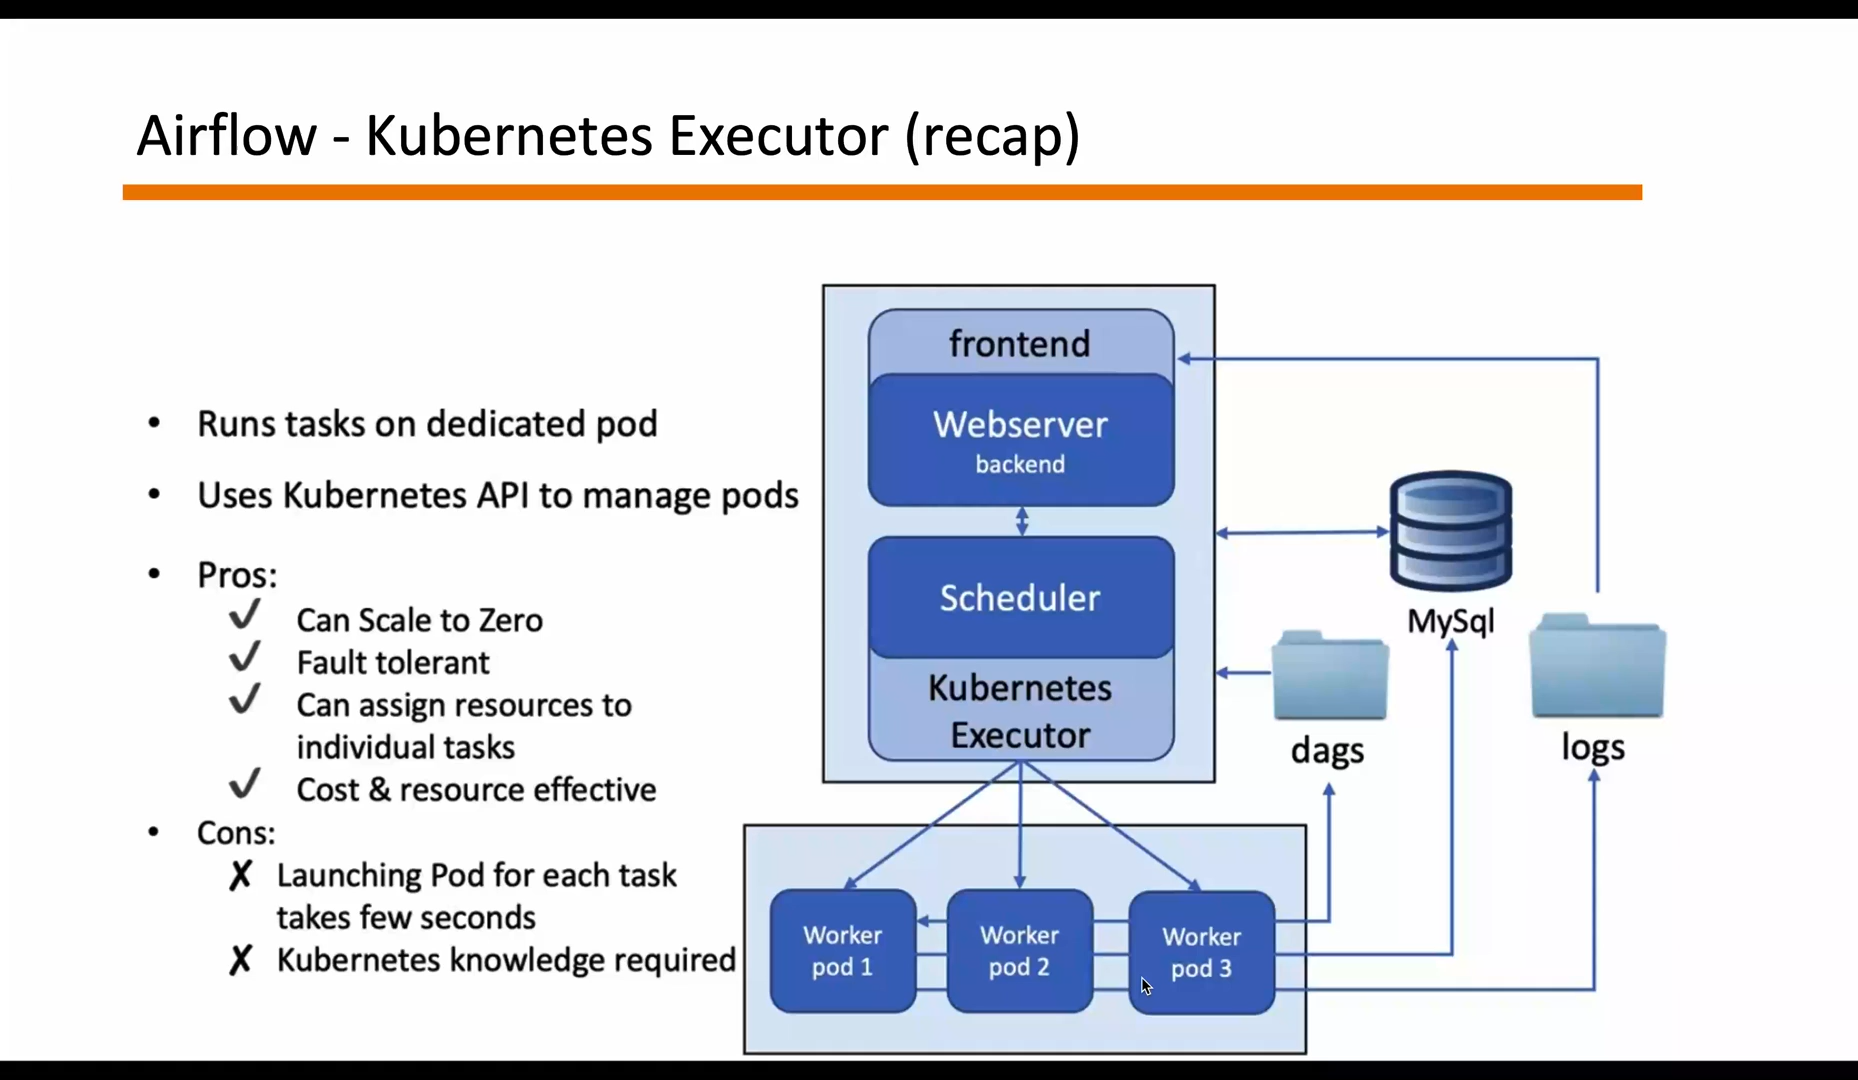 Airflow - Kubernetes Executor (recap)
• Runs tasks on dedicated pod
• Uses Kubernetes API to manage pods
• Pros:
✓ Can Scale to Zero
✓ Fault tolerant
✓ Can assign resources to
individual tasks
✓ Cost & resource effective
• Cons:
✗ Launching Pod for each task
takes few seconds
✗ Kubernetes knowledge required
frontend
Webserver
backend
Scheduler
Kubernetes
Executor
MySql
dags
logs
Worker
pod 1
Worker
pod 2
Worker
pod 3